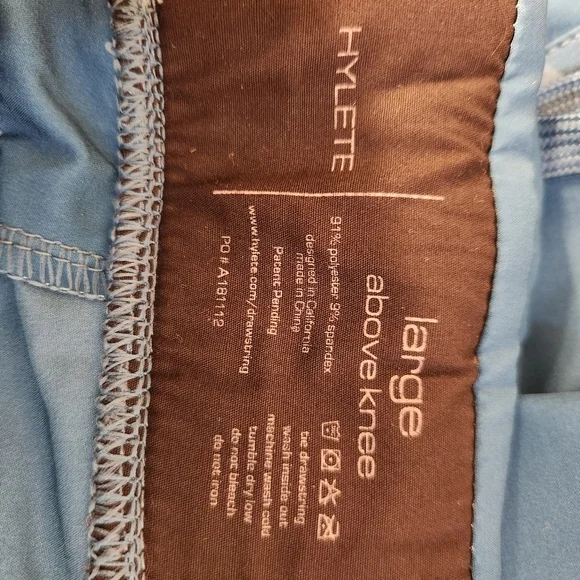 HYLETE
large
above knee
91% polyester 9% spandex
designed in California
made in China
Patent Pending
www.hylete.com/drawstring
PO# A181112
tie drawstring
wash inside out
machine wash cold
tumble dry low
do not bleach
do not iron